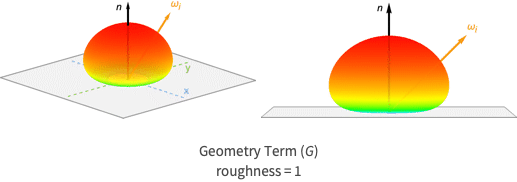 n
ωi
y
x
n
ωi
Geometry Term (G)
roughness = 1